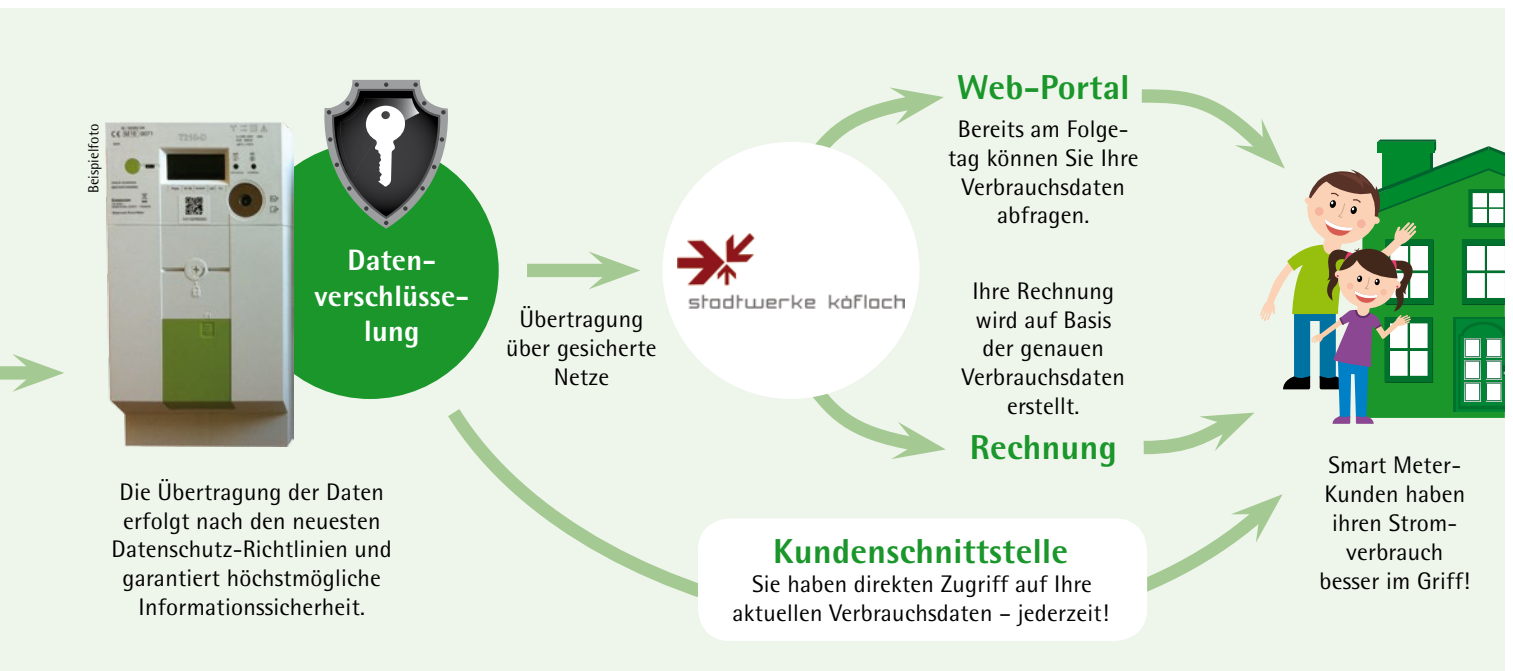 Beispielfoto
T210-D
Daten-
verschlüsse-
lung
Die Übertragung der Daten
erfolgt nach den neuesten
Datenschutz-Richtlinien und
garantiert höchstmögliche
Informationssicherheit.
Übertragung
über gesicherte
Netze
stadtwerke köflach
Web-Portal
Bereits am Folge-
tag können Sie Ihre
Verbrauchsdaten
abfragen.
Ihre Rechnung
wird auf Basis
der genauen
Verbrauchsdaten
erstellt.
Rechnung
Kundenschnittstelle
Sie haben direkten Zugriff auf Ihre
aktuellen Verbrauchsdaten – jederzeit!
Smart Meter-
Kunden haben
ihren Strom-
verbrauch
besser im Griff!